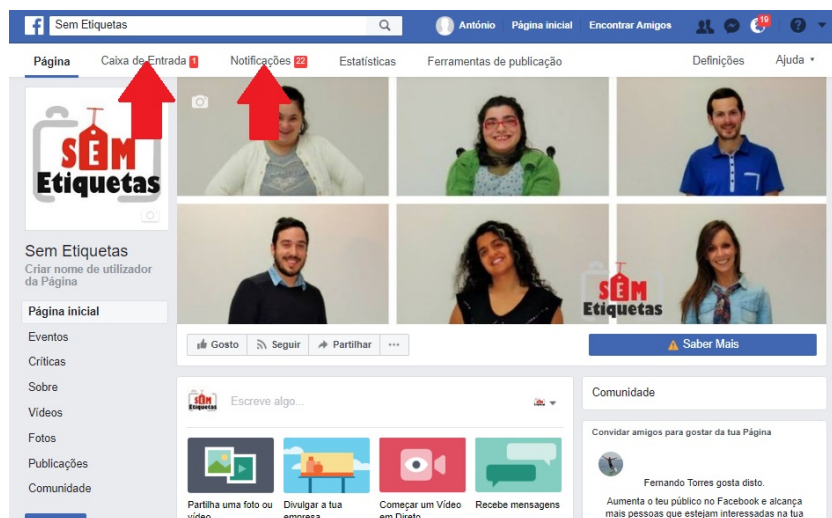 Sem Etiquetas
António Página inicial Encontrar Amigos 19
Página Caixa de Entrada 1 Notificações 22 Estatísticas Ferramentas de publicação Definições Ajuda
SEM
Etiquetas
Sem Etiquetas
Criar nome de utilizador
da Página
Página inicial
Eventos
Críticas
Sobre
Vídeos
Fotos
Publicações
Comunidade
SEM
Etiquetas
Gosto Seguir Partilhar ... Saber Mais
SEM
Etiquetas
Escreve algo...
Partilha uma foto ou
vídeo
Divulgar a tua
empresa
Começar um Vídeo
em Direto
Recebe mensagens
Comunidade
Convidar amigos para gostar da tua Página
Fernando Torres gosta disto.
Aumenta o teu público no Facebook e alcança
mais pessoas que estejam interessadas na tua